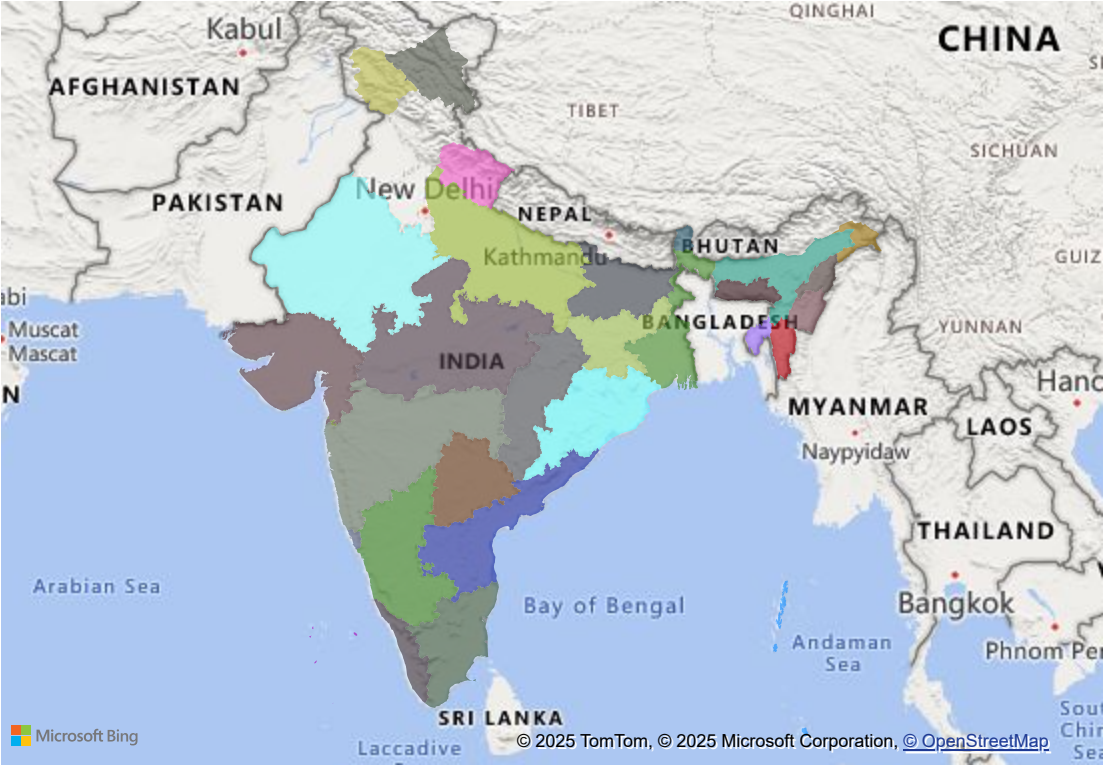 QINGHAI
Kabul
CHINA
AFGHANISTAN
TIBET
SICHUAN
New Delhi
PAKISTAN
NEPAL
BHUTAN
Kathmandu
GUIZ
abi
BANGLADESH
YUNNAN
Muscat
Mascat
INDIA
N
Hano
MYANMAR
LAOS
Naypyidaw
THAILAND
Arabian Sea
Bay of Bengal
Bangkok
Andaman
Sea
Phnom Pen
SRI LANKA
Sout
Chin
Sea
Microsoft Bing
Laccadive
© 2025 TomTom, © 2025 Microsoft Corporation, © OpenStreetMap